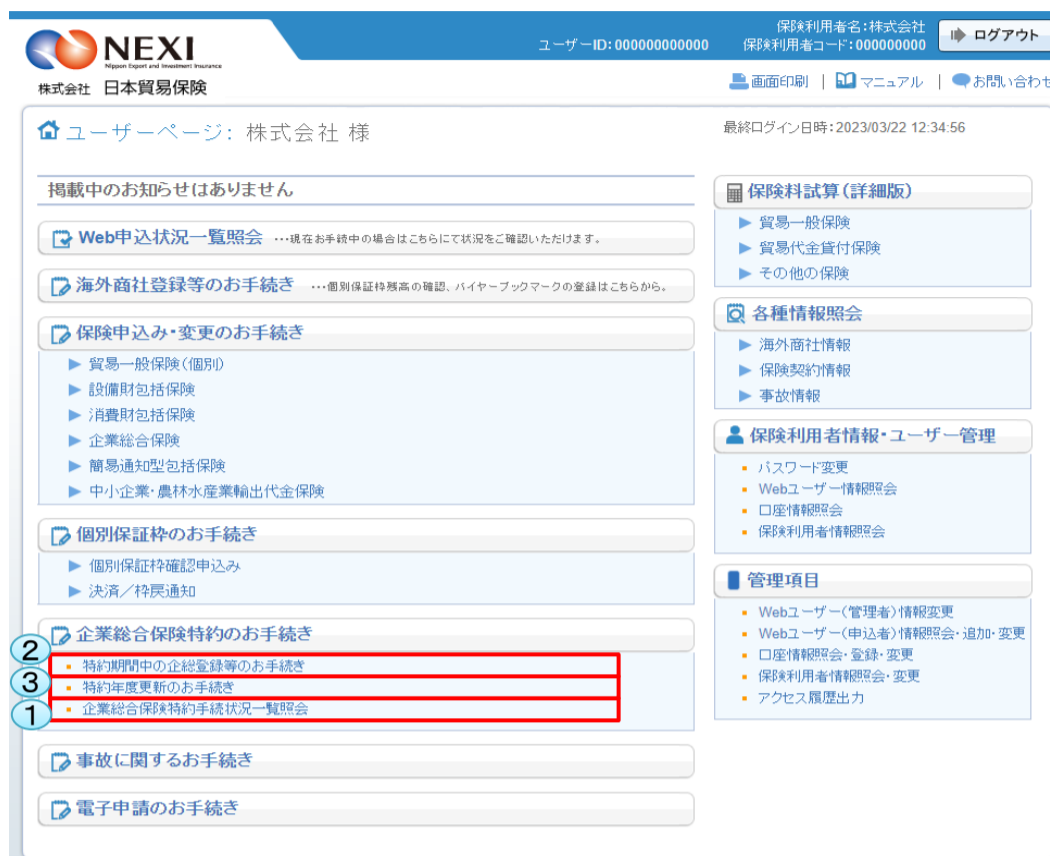 NEXI
Nippon Export and Investment Insurance
株式会社 日本貿易保険
ユーザーID:000000000000
保険利用者名:株式会社
保険利用者コード:000000000
ログアウト
画面印刷 | マニュアル | お問い合わせ
ユーザーページ: 株式会社 様
最終ログイン日時:2023/03/22 12:34:56
掲載中のお知らせはありません
Web申込状況一覧照会 …現在お手続中の場合はこちらにて状況をご確認いただけます。
海外商社登録等のお手続き …個別保証枠残高の確認、バイヤーブックマークの登録はこちらから。
保険申込み・変更のお手続き
貿易一般保険(個別)
設備財包括保険
消費財包括保険
企業総合保険
簡易通知型包括保険
中小企業・農林水産業輸出代金保険
個別保証枠のお手続き
個別保証枠確認申込み
決済/枠戻通知
企業総合保険特約のお手続き
② 特約期間中の企総登録等のお手続き
③ 特約年度更新のお手続き
① 企業総合保険特約手続状況一覧照会
事故に関するお手続き
電子申請のお手続き
保険料試算(詳細版)
貿易一般保険
貿易代金貸付保険
その他の保険
各種情報照会
海外商社情報
保険契約情報
事故情報
保険利用者情報・ユーザー管理
パスワード変更
Webユーザー情報照会
口座情報照会
保険利用者情報照会
管理項目
Webユーザー(管理者)情報変更
Webユーザー(申込者)情報照会・追加・変更
口座情報照会・登録・変更
保険利用者情報照会・変更
アクセス履歴出力